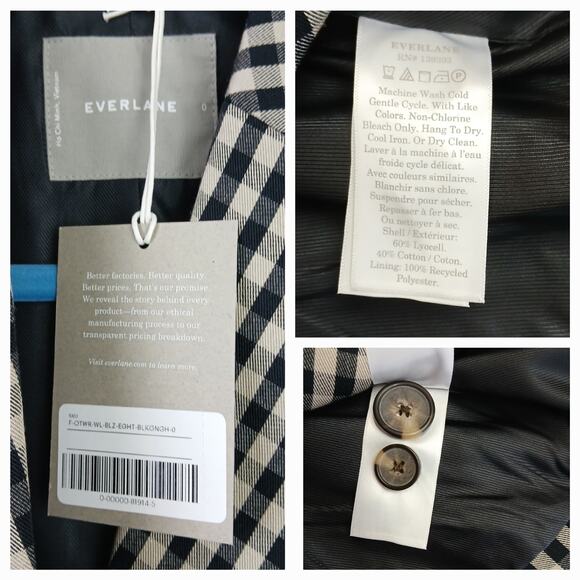 EVERLANE
0
Ho Chi Minh, Vietnam
Better factories. Better quality.
Better prices. That's our promise.
We reveal the story behind every
product—from our ethical
manufacturing process to our
transparent pricing breakdown.
Visit everlane.com to learn more.
SKU
F-OTWR-WL-BLZ-EGHT-BLKGNGH-0
0-00000-81914-5
EVERLANE
RN# 139393
Machine Wash Cold
Gentle Cycle. With Like
Colors. Non-Chlorine
Bleach Only. Hang To Dry.
Cool Iron. Or Dry Clean.
Laver à la machine à l'eau
froide cycle délicat.
Avec couleurs similaires.
Blanchir sans chlore.
Suspendre pour sécher.
Repasser à fer bas.
Ou nettoyer à sec.
Shell / Extérieur:
60% Lyocell
40% Cotton / Coton.
Lining: 100% Recycled
Polyester.